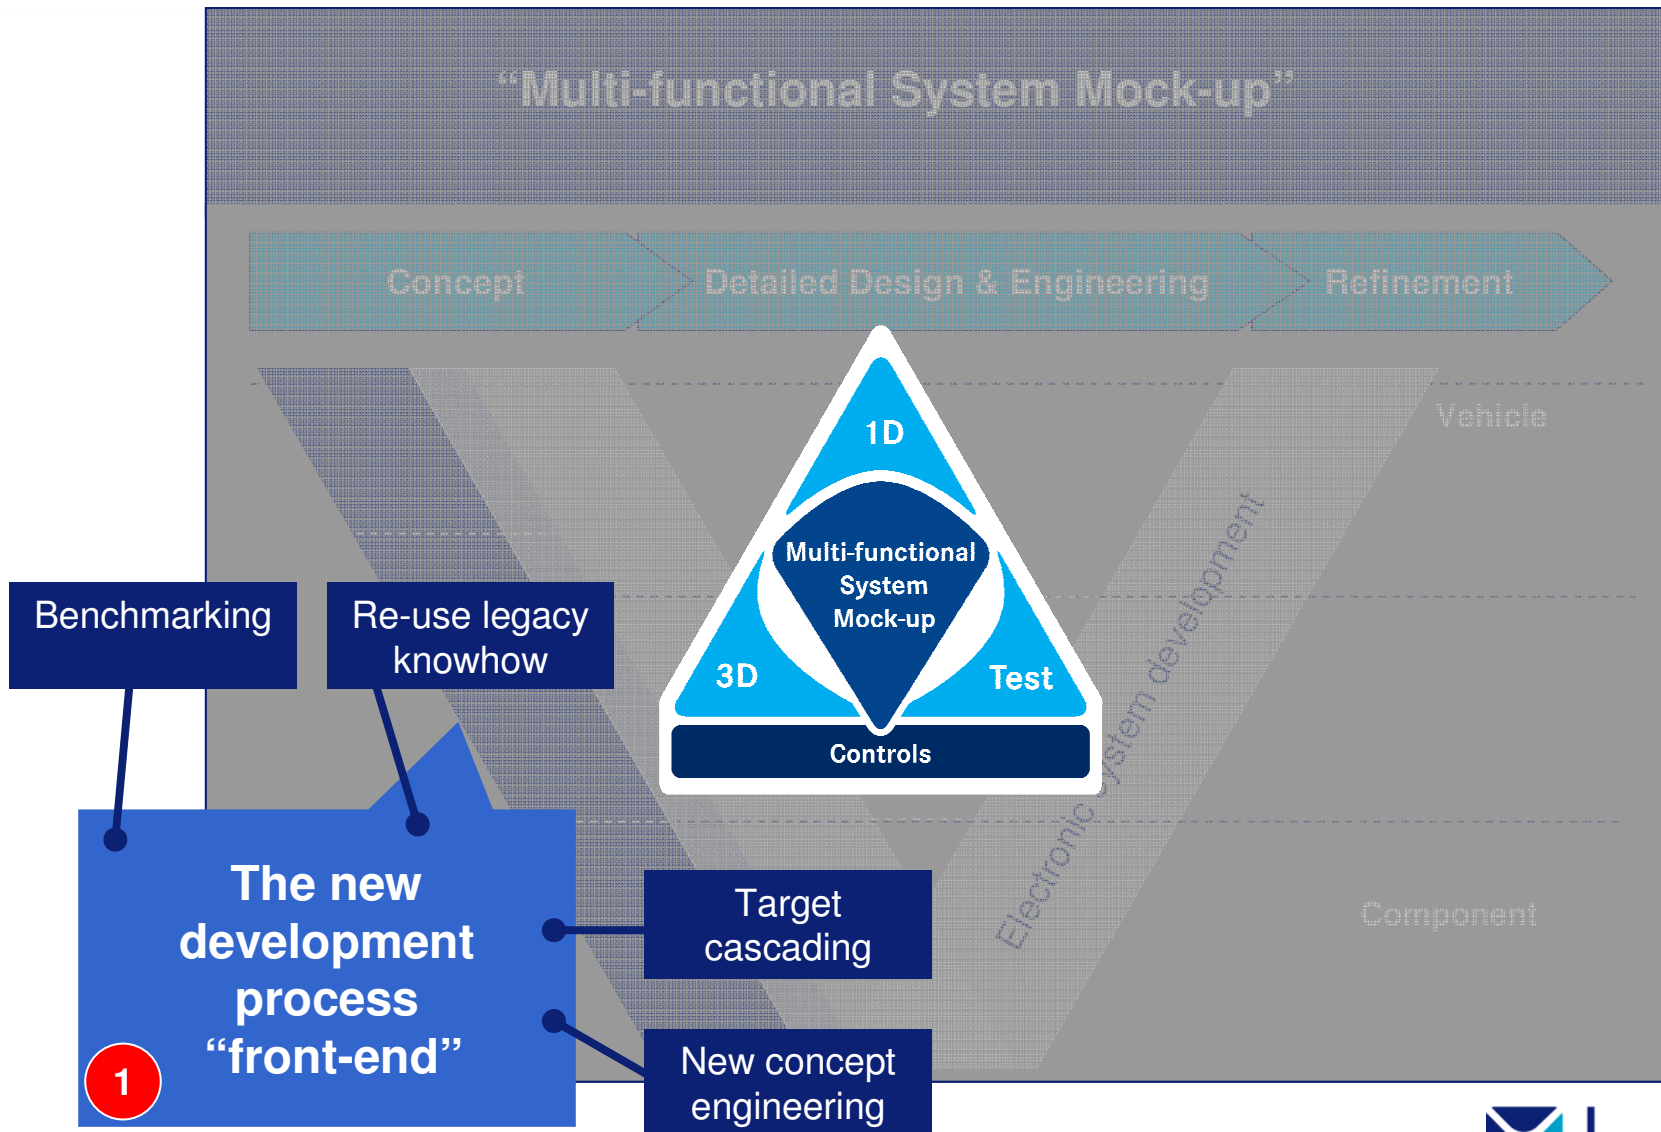 “Multi-functional System Mock-up”
Concept
Detailed Design & Engineering
Refinement
Vehicle
1D
Multi-functional
System
Mock-up
3D
Test
Controls
Electronic System development
Component
Benchmarking
Re-use legacy
knowhow
The new
development
process
“front-end”
1
Target
cascading
New concept
engineering